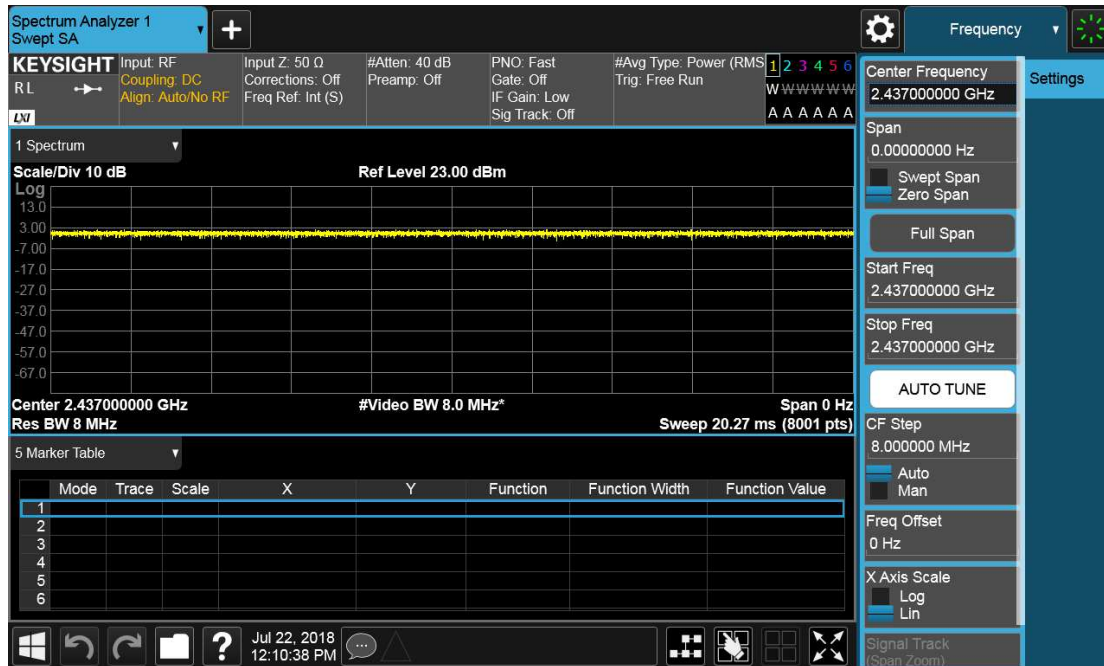 Spectrum Analyzer 1
Swept SA
+
Frequency
KEYSIGHT
RL
LXI
Input: RF
Coupling: DC
Align: Auto/No RF
Input Z: 50 Ω
Corrections: Off
Freq Ref: Int (S)
#Atten: 40 dB
Preamp: Off
PNO: Fast
Gate: Off
IF Gain: Low
Sig Track: Off
#Avg Type: Power (RMS
Trig: Free Run
1 2 3 4 5 6
W W W W W W
A A A A A A
1 Spectrum
Scale/Div 10 dB
Ref Level 23.00 dBm
Log
13.0
3.00
-7.00
-17.0
-27.0
-37.0
-47.0
-57.0
-67.0
Center 2.437000000 GHz
#Video BW 8.0 MHz*
Span 0 Hz
Res BW 8 MHz
Sweep 20.27 ms (8001 pts)
5 Marker Table
Mode Trace Scale X Y Function Function Width Function Value
1
2
3
4
5
6
?
Jul 22, 2018
12:10:38 PM
Center Frequency
2.437000000 GHz
Settings
Span
0.00000000 Hz
Swept Span
Zero Span
Full Span
Start Freq
2.437000000 GHz
Stop Freq
2.437000000 GHz
AUTO TUNE
CF Step
8.000000 MHz
Auto
Man
Freq Offset
0 Hz
X Axis Scale
Log
Lin
Signal Track
(Span Zoom)